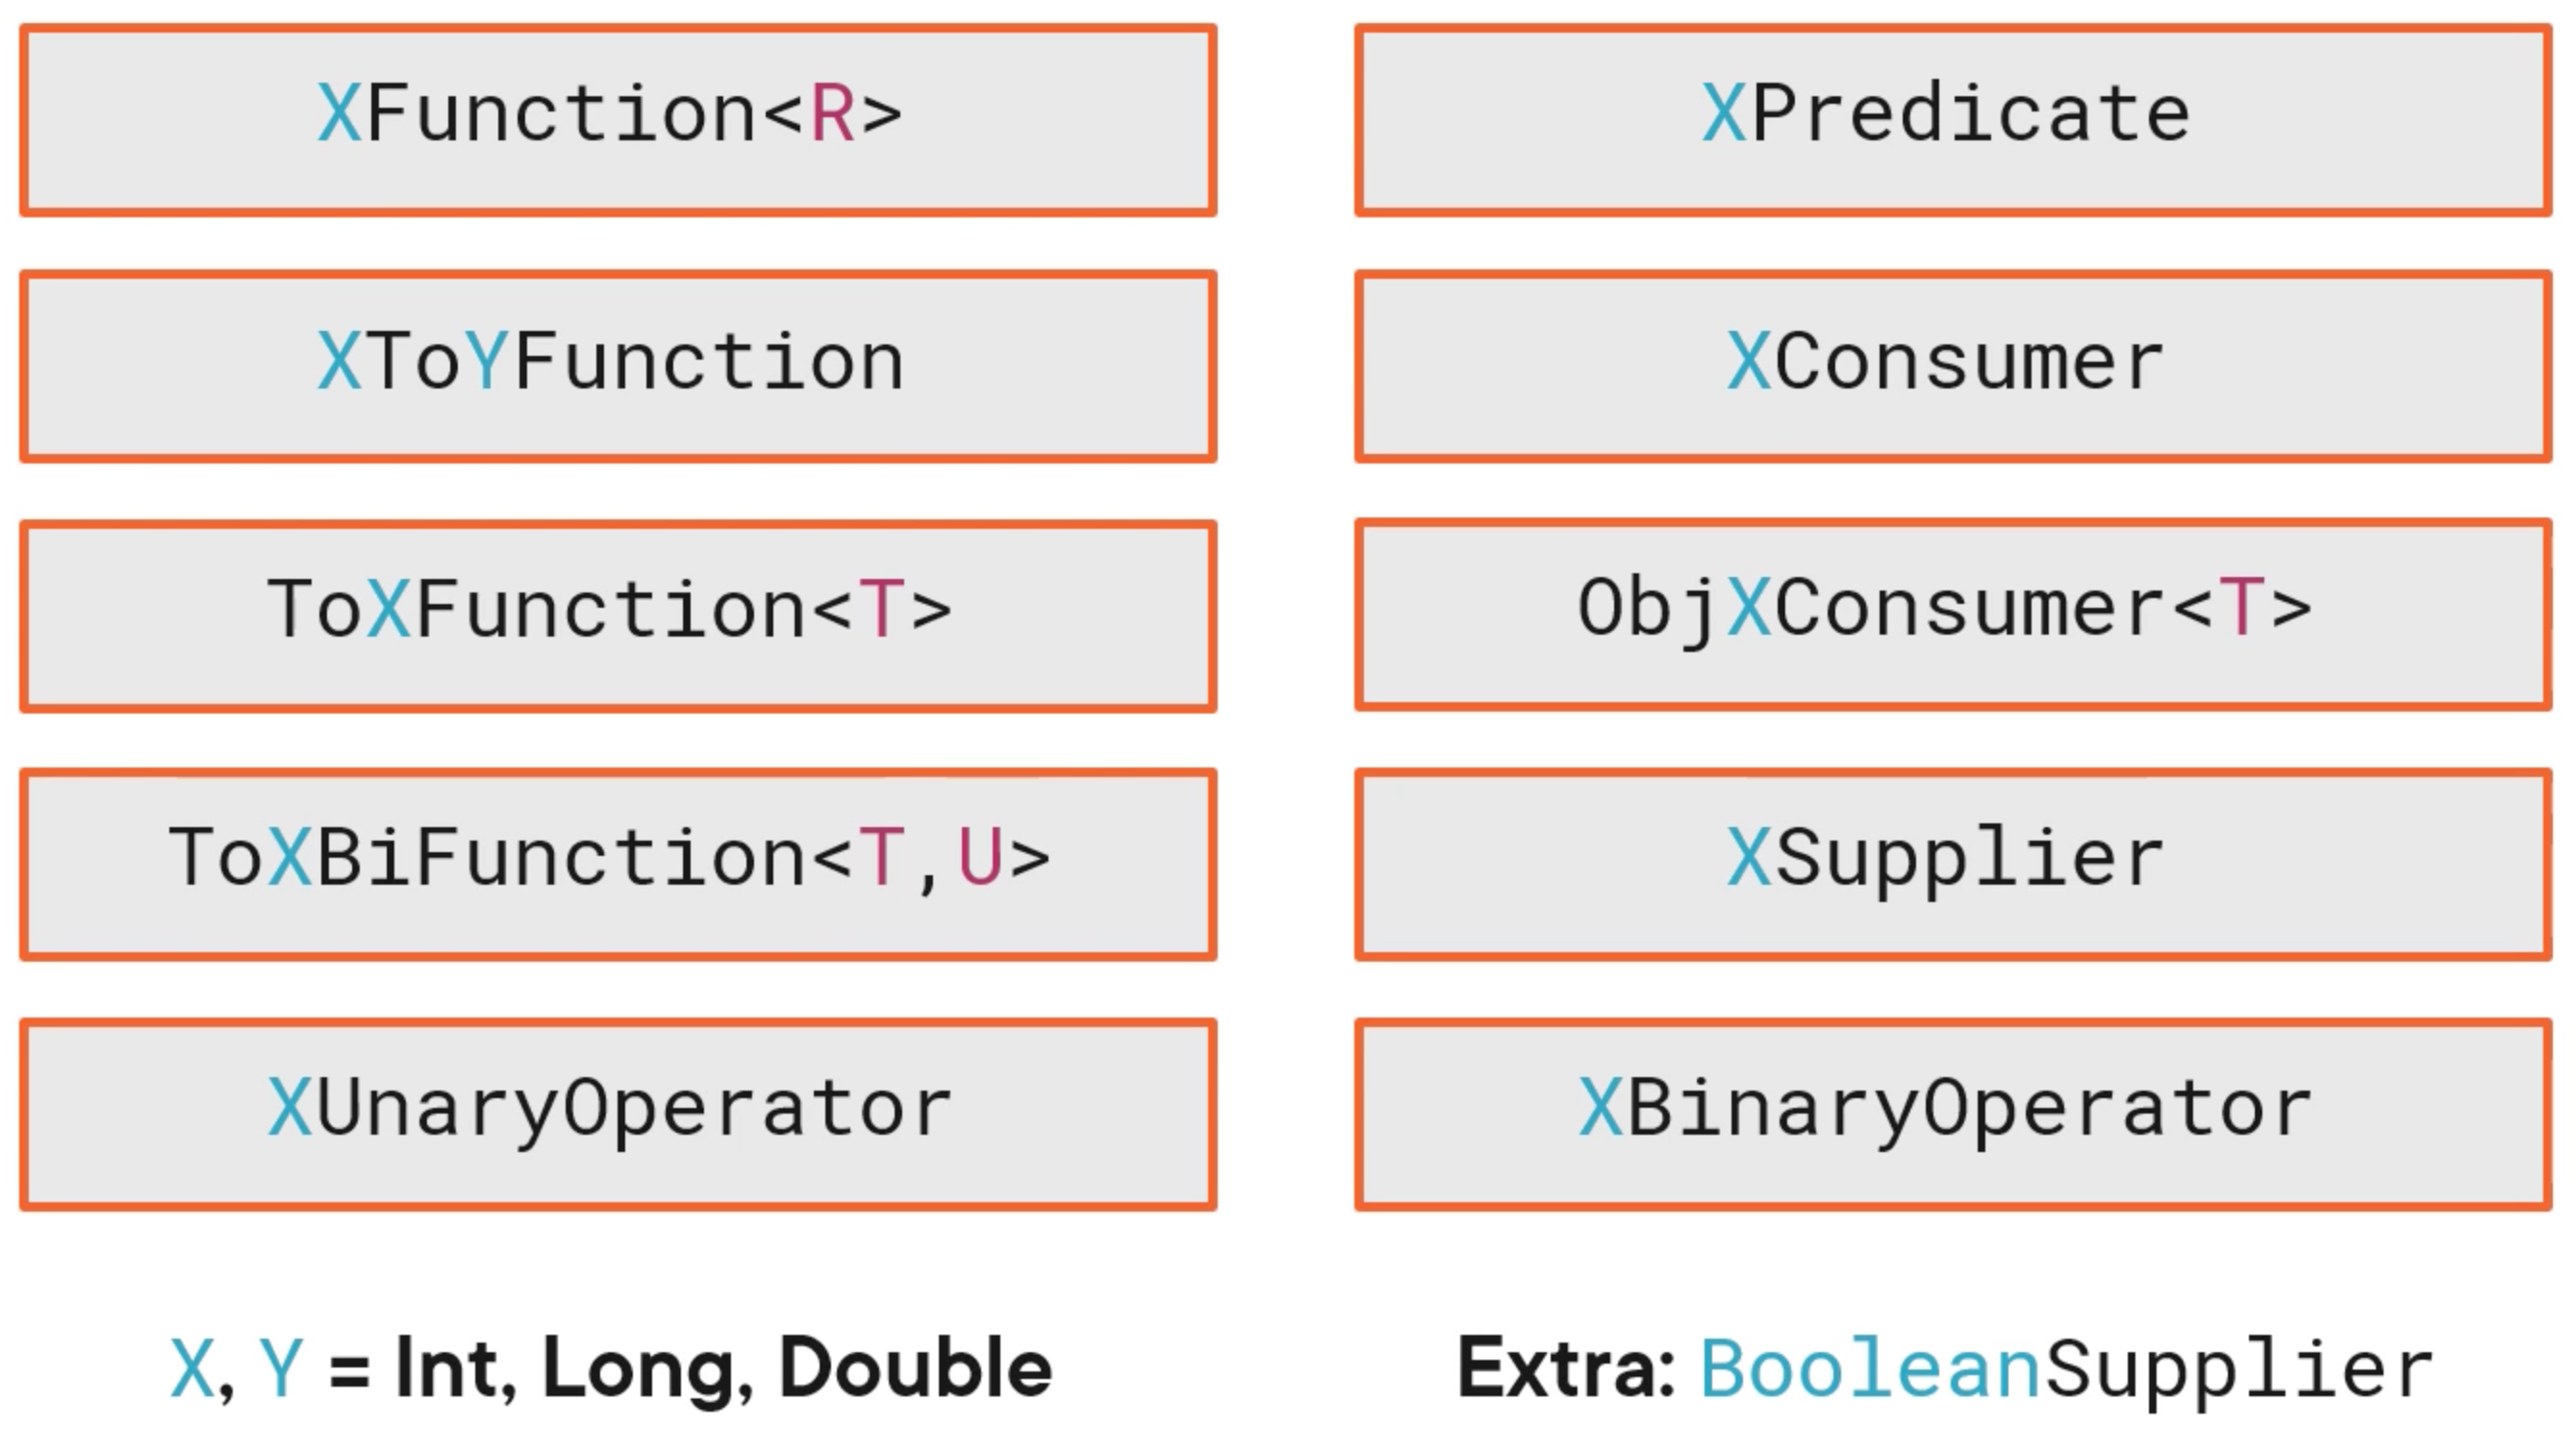 XFunction<R>
XPredicate
XToYFunction
XConsumer
ToXFunction<T>
ObjXConsumer<T>
ToXBiFunction<T,U>
XSupplier
XUnaryOperator
XBinaryOperator
X, Y = Int, Long, Double
Extra: BooleanSupplier